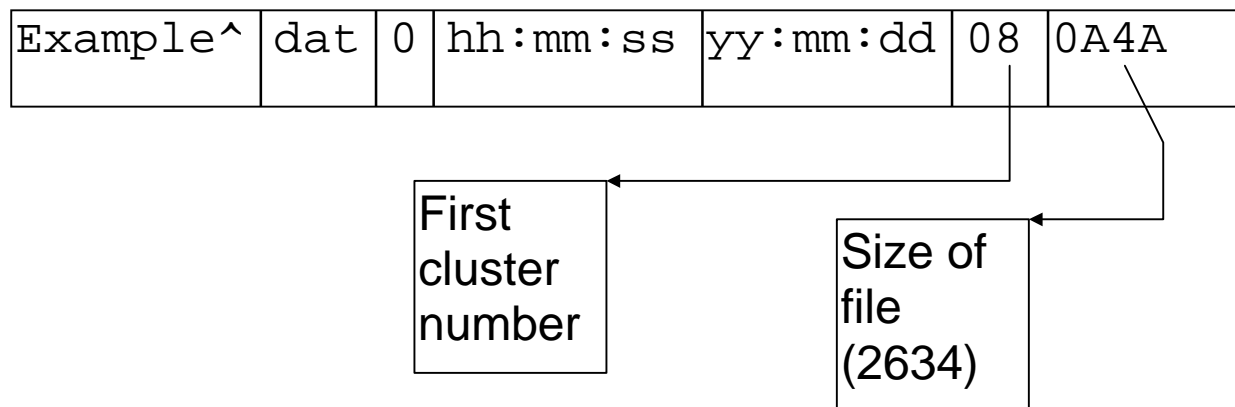 Example^ dat 0 hh:mm:ss yy:mm:dd 08 0A4A
First
cluster
number
Size of
file
(2634)